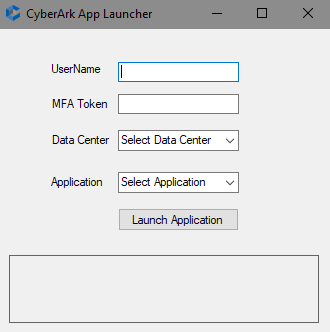 CyberArk App Launcher
UserName
MFA Token
Data Center Select Data Center
Application Select Application
Launch Application